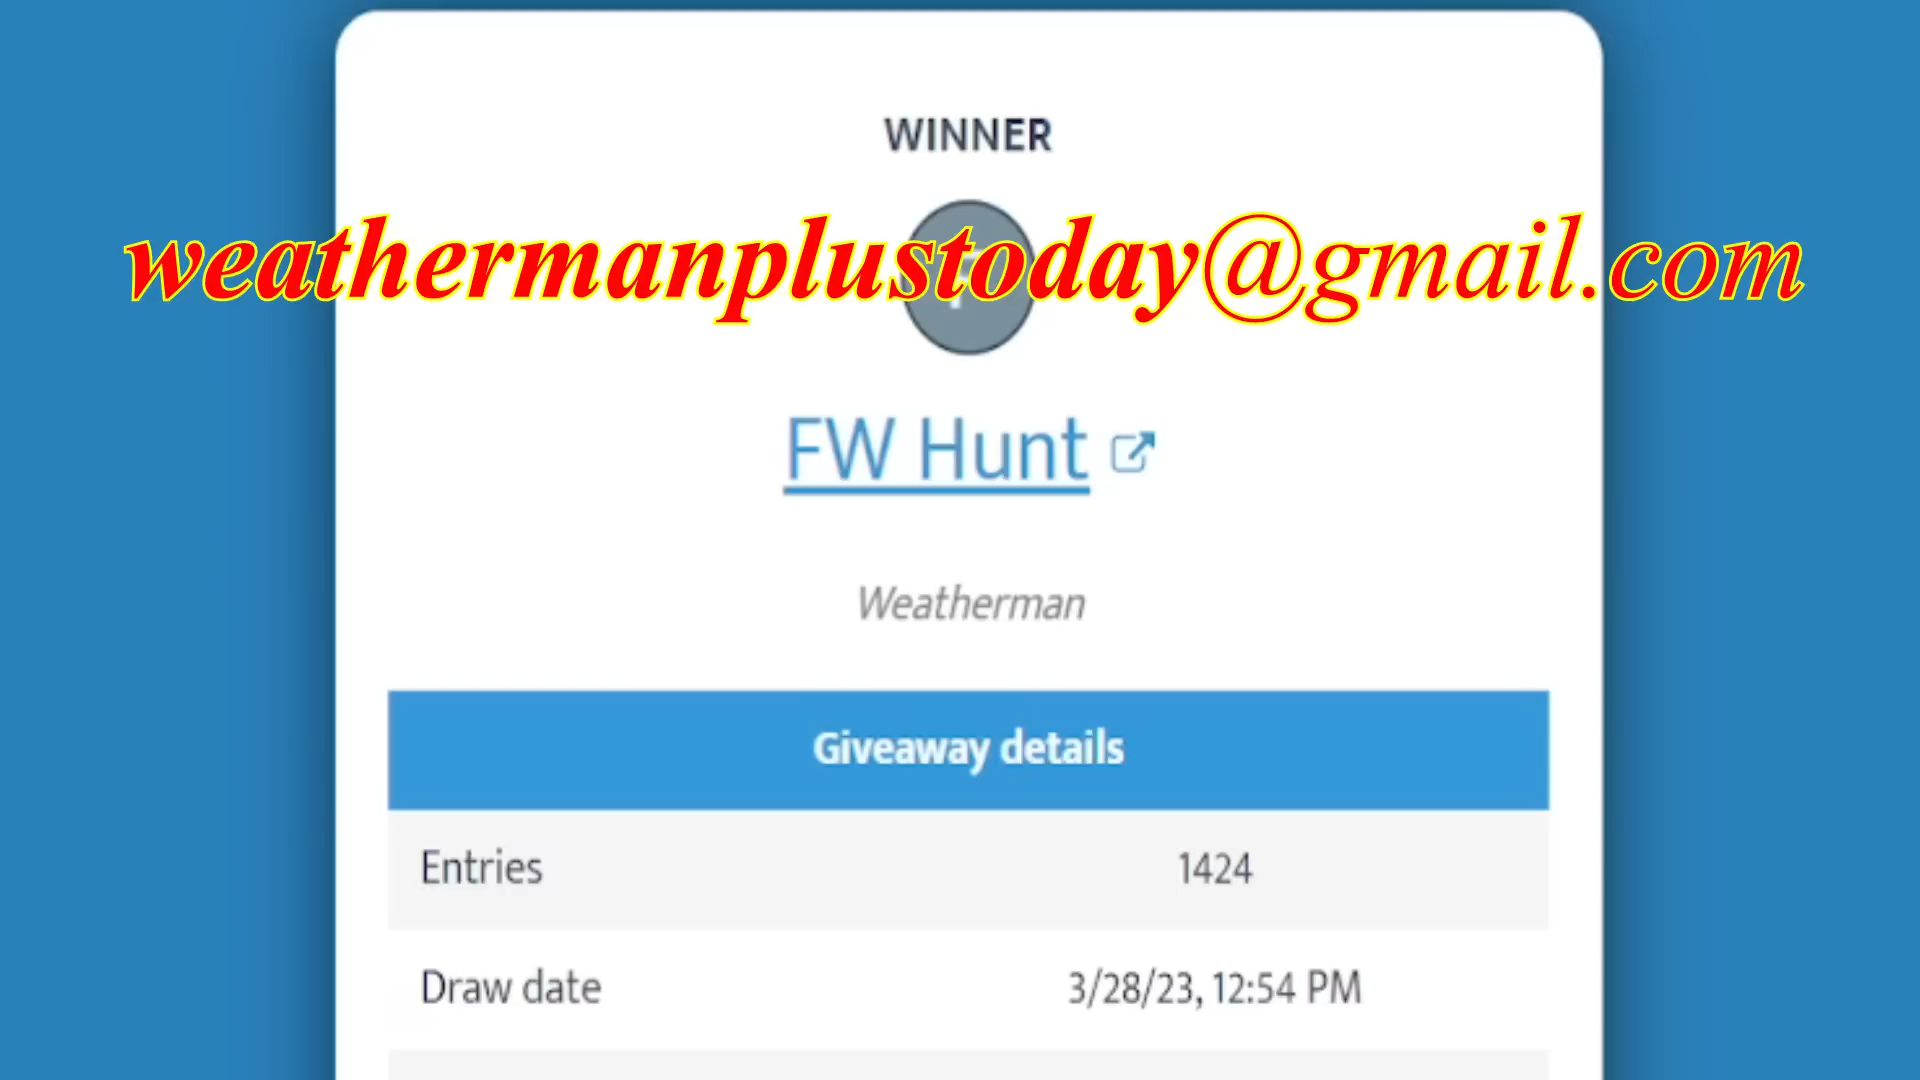 WINNER
weathermanplustoday@gmail.com
FW Hunt
Weatherman
Giveaway details
Entries 1424
Draw date 3/28/23, 12:54 PM